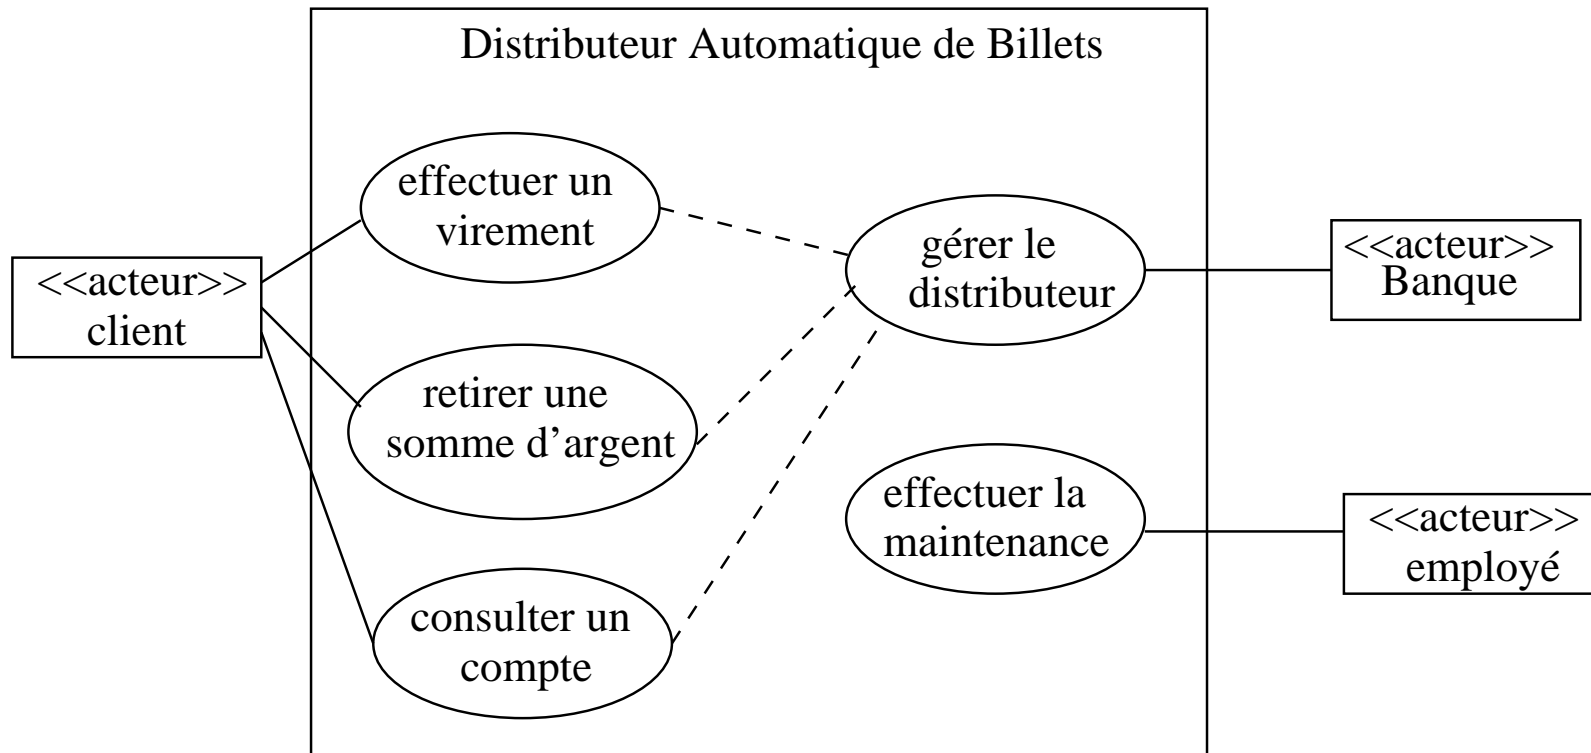 Distributeur Automatique de Billets
effectuer un
virement
<<acteur>>
client
retirer une
somme d’argent
consulter un
compte
gérer le
distributeur
effectuer la
maintenance
<<acteur>>
Banque
<<acteur>>
employé